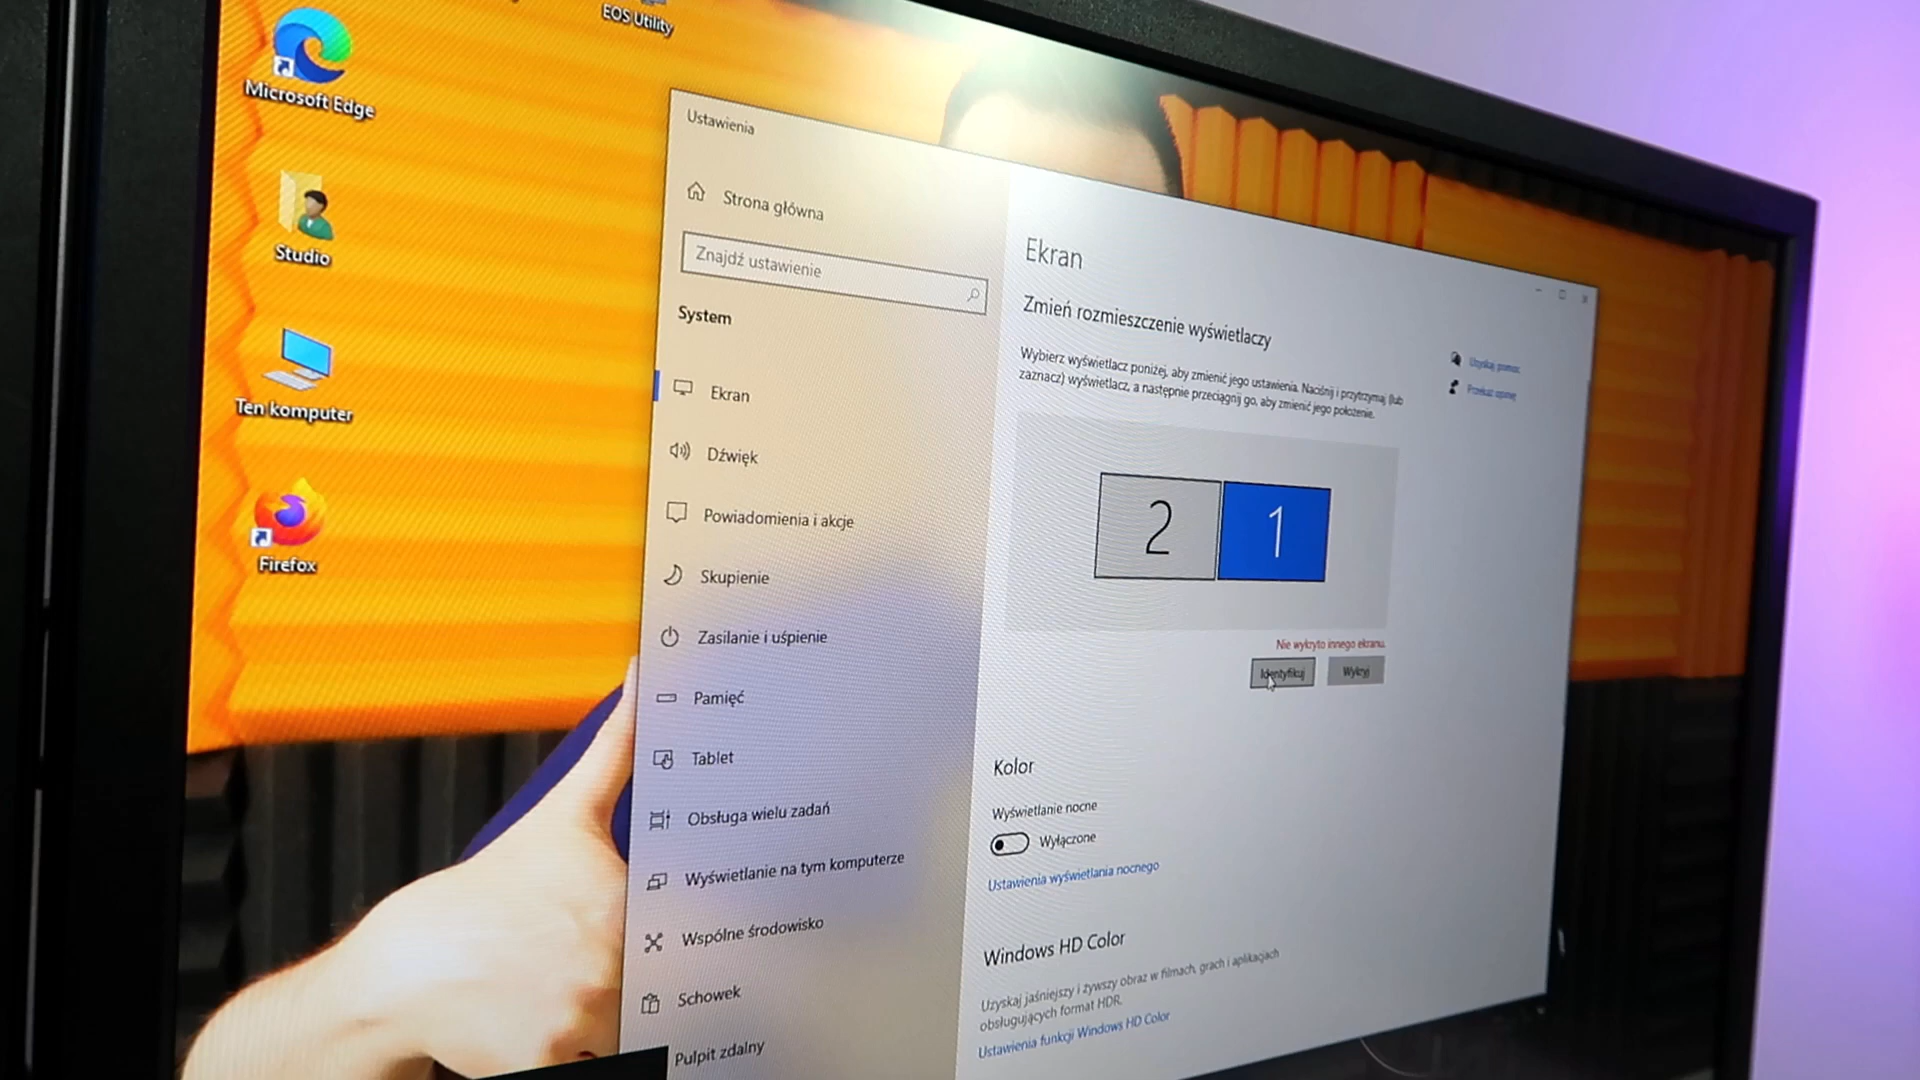 EOS Utility
Microsoft Edge
Studio
Ten komputer
Firefox
Ustawienia
Strona główna
Znajdź ustawienie
System
Ekran
Dźwięk
Powiadomienia i akcje
Skupienie
Zasilanie i uśpienie
Pamięć
Tablet
Obsługa wielu zadań
Wyświetlanie na tym komputerze
Wspólne środowisko
Schowek
Pulpit zdalny
Ekran
Zmień rozmieszczenie wyświetlaczy
Wybierz wyświetlacz poniżej, aby zmienić jego ustawienia. Naciśnij i przytrzymaj (lub
zaznacz) wyświetlacz, a następnie przeciągnij go, aby zmienić jego położenie.
2 1
Nie wykryto innego ekranu.
Identyfikuj Wykryj
Kolor
Wyświetlanie nocne
Wyłączone
Ustawienia wyświetlania nocnego
Windows HD Color
Uzyskaj jaśniejszy i żywszy obraz w filmach, grach i aplikacjach
obsługujących format HDR.
Ustawienia funkcji Windows HD Color
Uzyskaj pomoc
Przekaż opinię